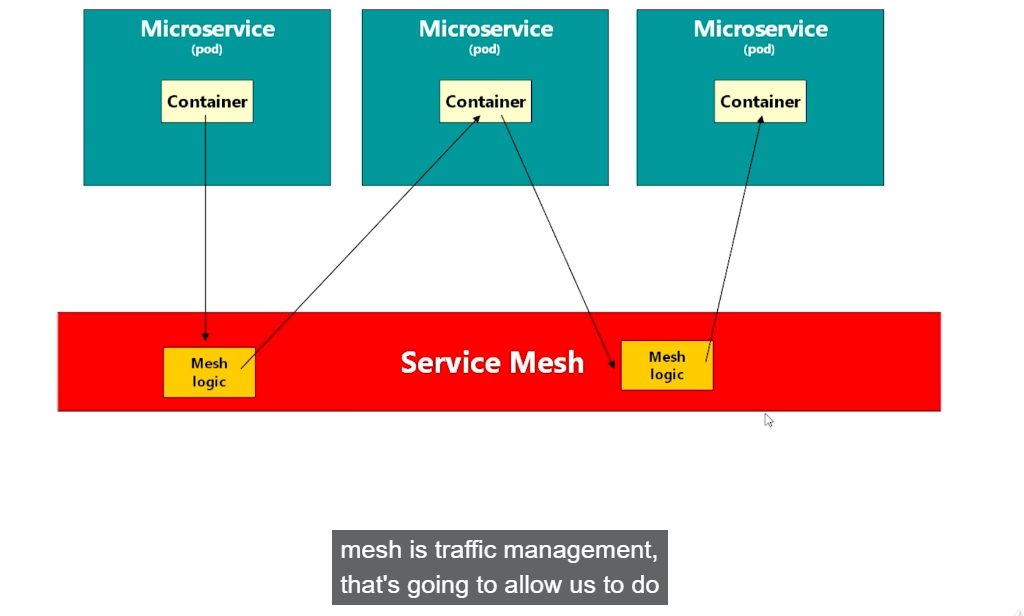 Microservice
(pod)
Container
Microservice
(pod)
Container
Microservice
(pod)
Container
Mesh
logic
Service Mesh
Mesh
logic
mesh is traffic management,
that's going to allow us to do